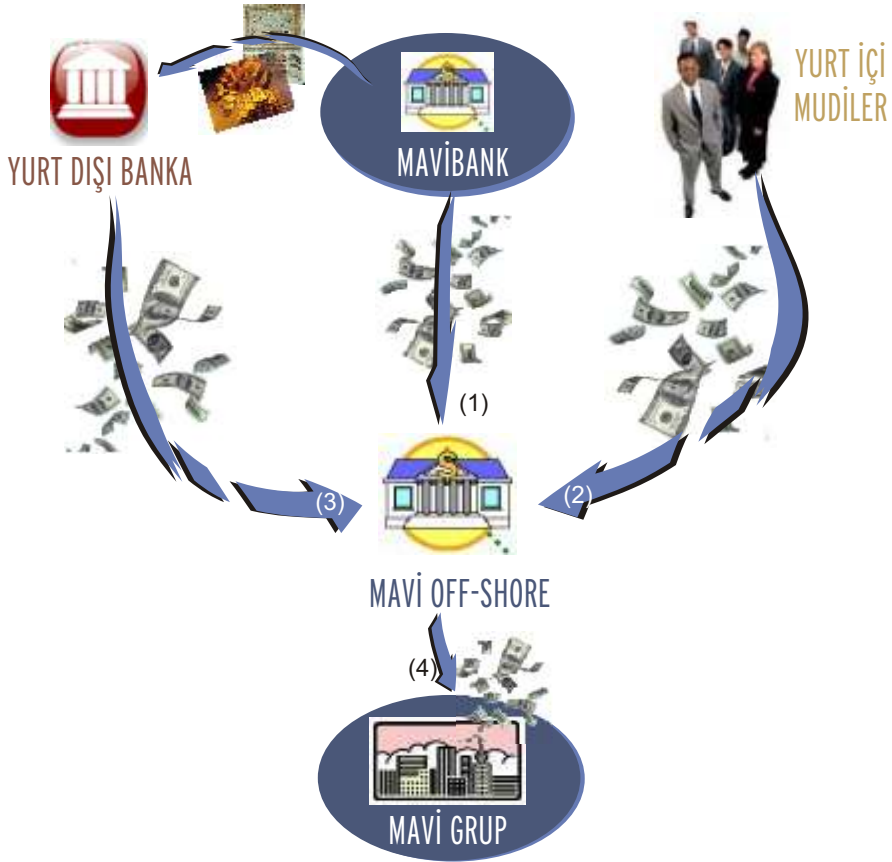 MAVİBANK
YURT İÇİ
MUDİLER
YURT DIŞI BANKA
(1)
(2)
(3)
MAVİ OFF-SHORE
(4)
MAVİ GRUP